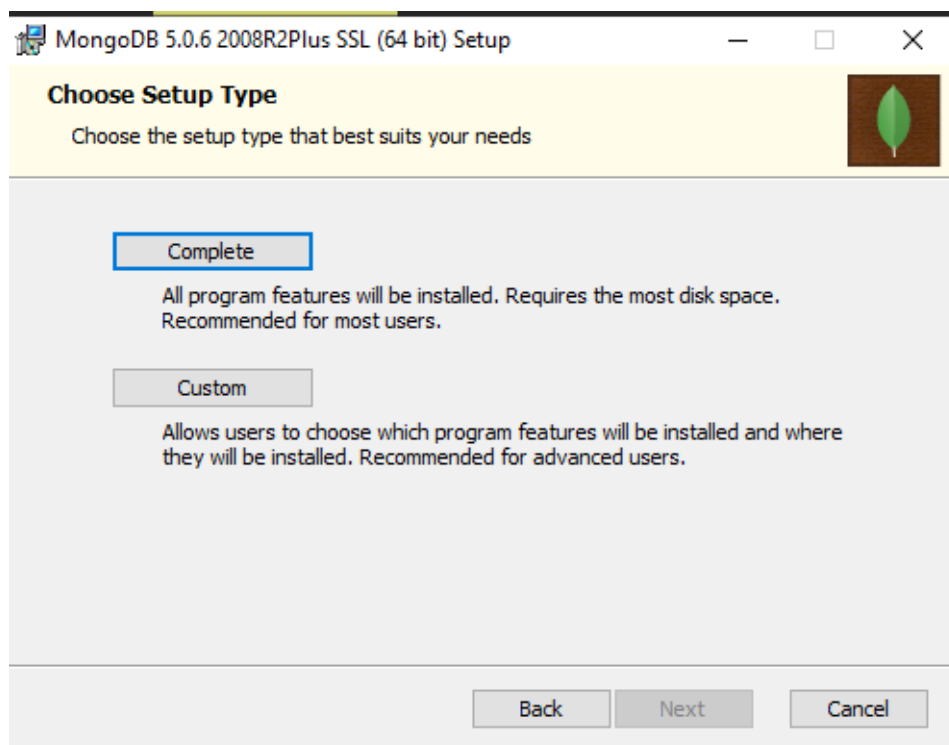 MongoDB 5.0.6 2008R2Plus SSL (64 bit) Setup
Choose Setup Type
Choose the setup type that best suits your needs
Complete
All program features will be installed. Requires the most disk space.
Recommended for most users.
Custom
Allows users to choose which program features will be installed and where
they will be installed. Recommended for advanced users.
Back Next Cancel